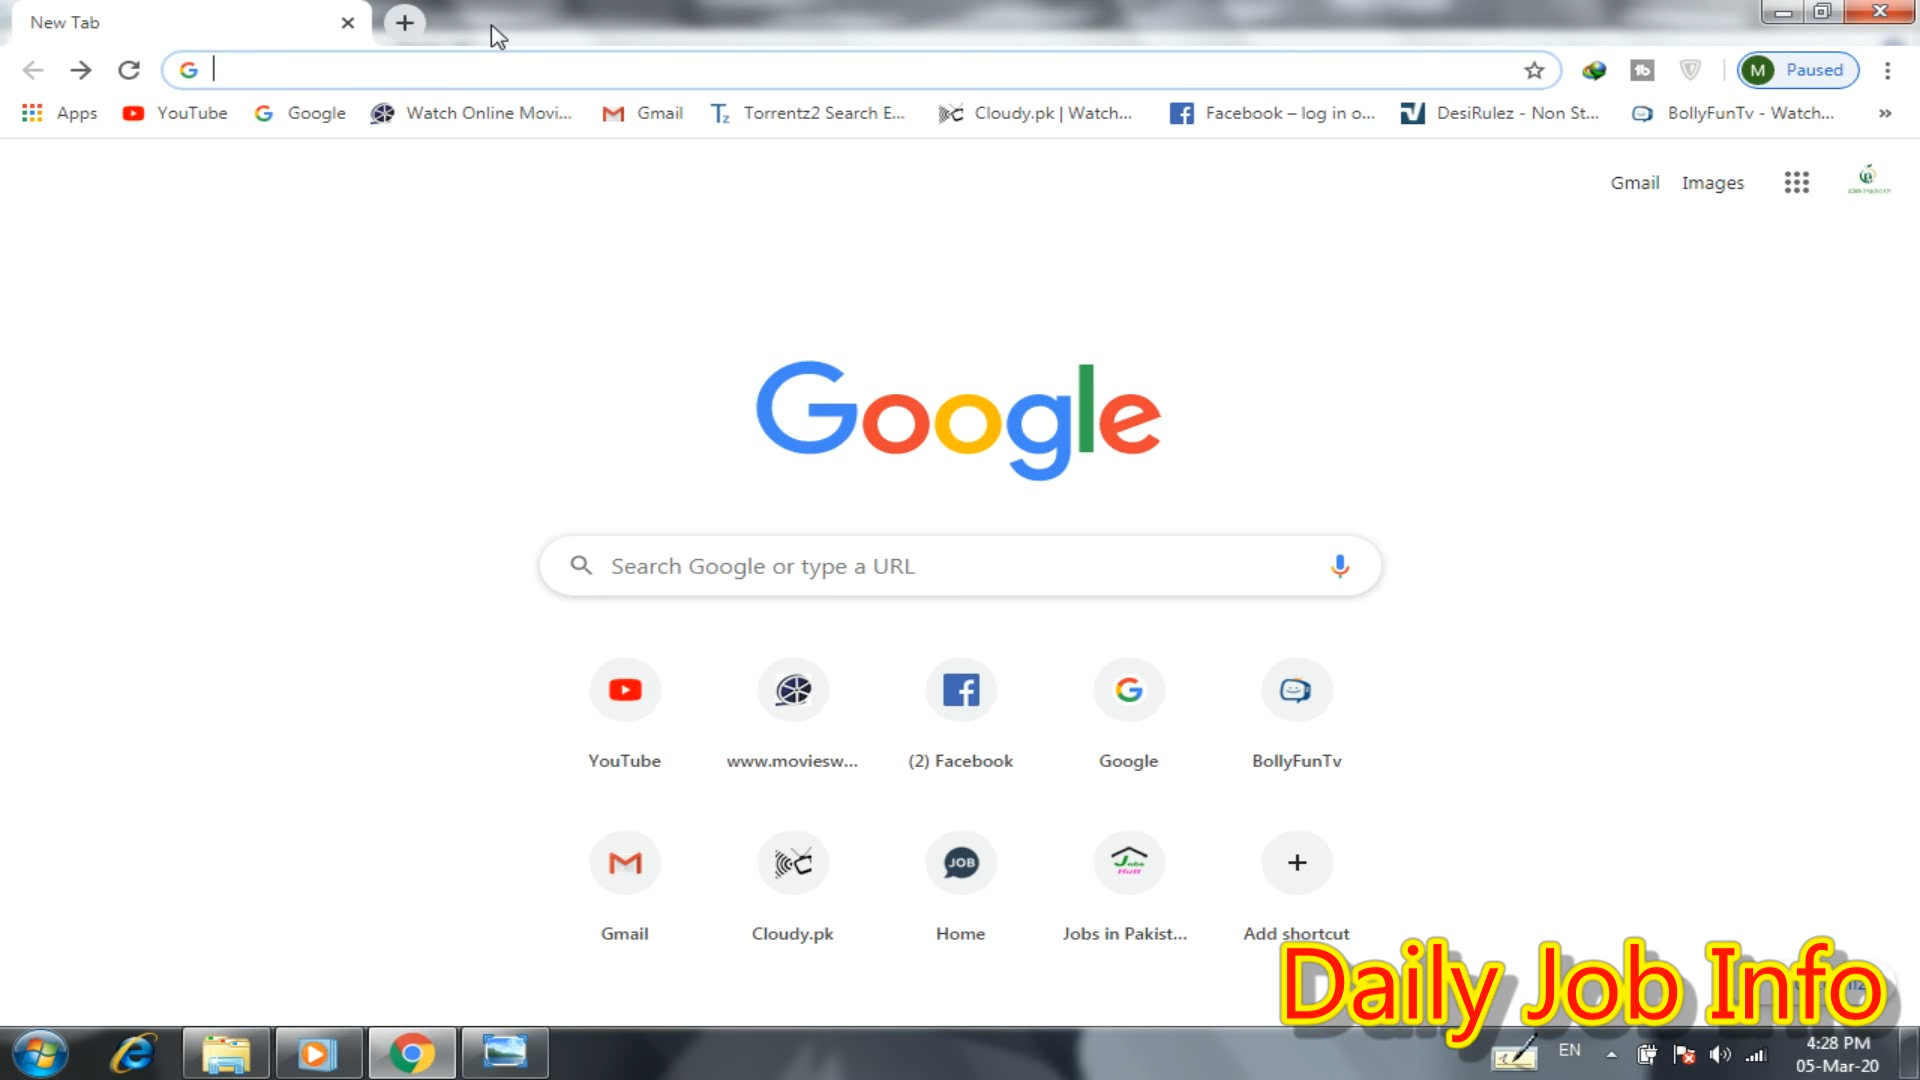 New Tab
M Paused
Apps YouTube Google Watch Online Movi... Gmail Torrentz2 Search E... Cloudy.pk | Watch... Facebook – log in o... DesiRulez - Non St... BollyFunTv - Watch... »
Gmail Images
Google
Search Google or type a URL
YouTube www.moviesw... (2) Facebook Google BollyFunTv
JOB Jobs Hutt
Gmail Cloudy.pk Home Jobs in Pakist... Add shortcut
Daily Job Info
EN 4:28 PM
05-Mar-20